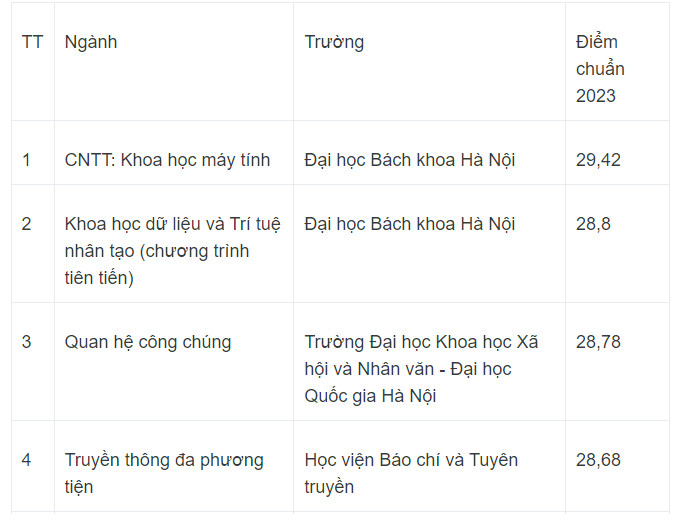 TT Ngành Trường Điểm
chuẩn
2023
1 CNTT: Khoa học máy tính Đại học Bách khoa Hà Nội 29,42
2 Khoa học dữ liệu và Trí tuệ Đại học Bách khoa Hà Nội 28,8
nhân tạo (chương trình
tiên tiến)
3 Quan hệ công chúng Trường Đại học Khoa học Xã 28,78
hội và Nhân văn - Đại học
Quốc gia Hà Nội
4 Truyền thông đa phương Học viện Báo chí và Tuyên 28,68
tiện truyền